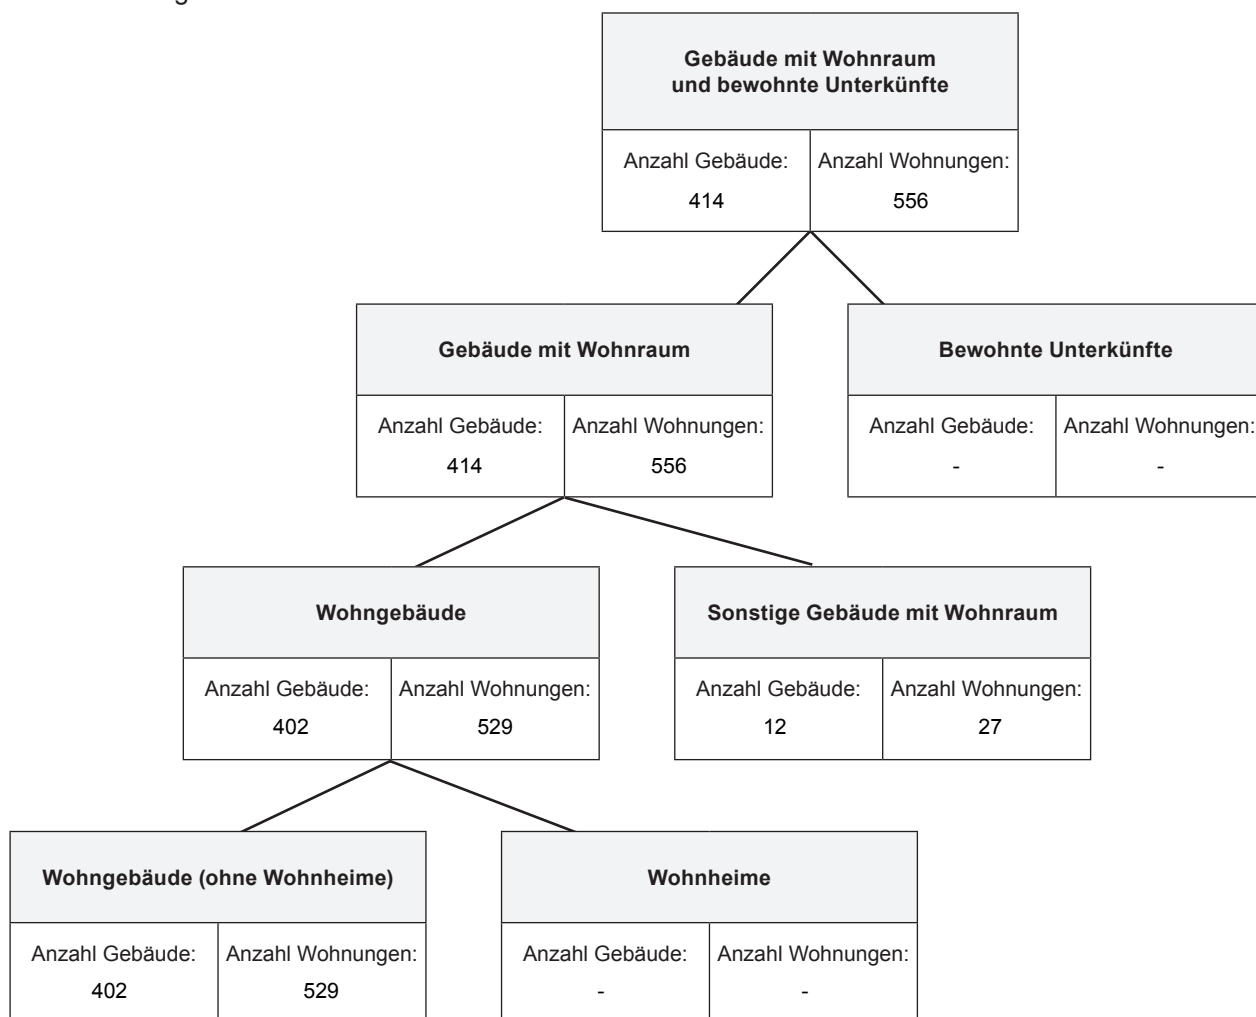 Gebäude mit Wohnraum
und bewohnte Unterkünfte
Anzahl Gebäude:
414
Anzahl Wohnungen:
556
Gebäude mit Wohnraum
Anzahl Gebäude:
414
Anzahl Wohnungen:
556
Bewohnte Unterkünfte
Anzahl Gebäude:
-
Anzahl Wohnungen:
-
Wohngebäude
Anzahl Gebäude:
402
Anzahl Wohnungen:
529
Sonstige Gebäude mit Wohnraum
Anzahl Gebäude:
12
Anzahl Wohnungen:
27
Wohngebäude (ohne Wohnheime)
Anzahl Gebäude:
402
Anzahl Wohnungen:
529
Wohnheime
Anzahl Gebäude:
-
Anzahl Wohnungen:
-